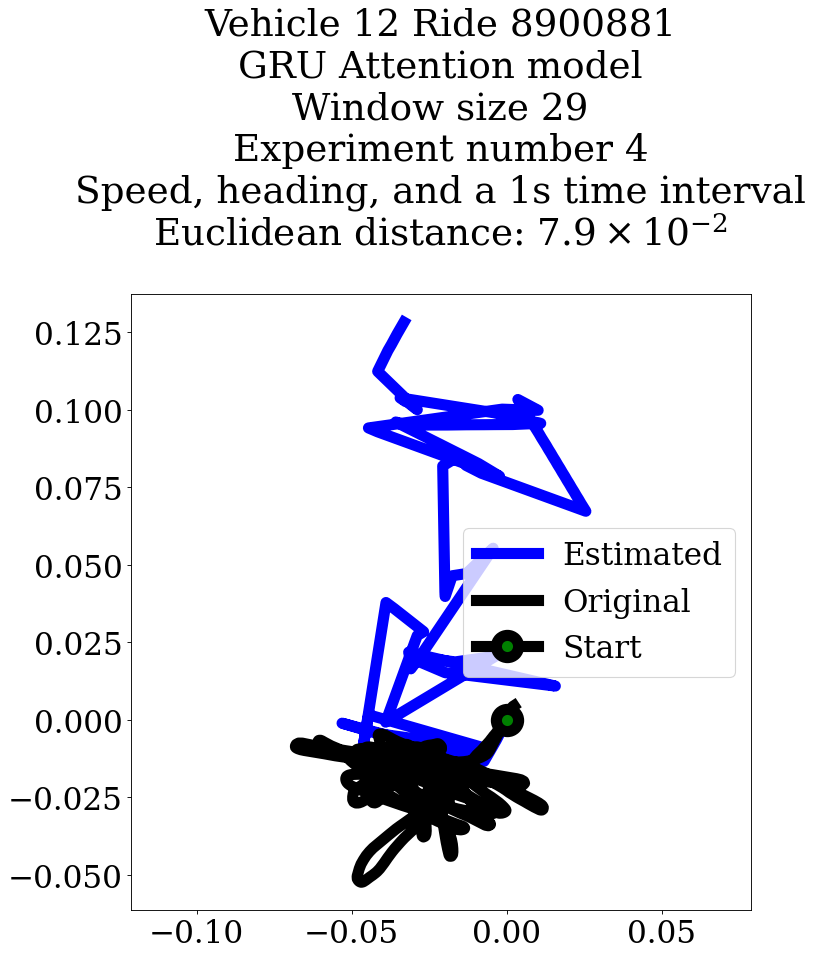 Vehicle 12 Ride 8900881
GRU Attention model
Window size 29
Experiment number 4
Speed, heading, and a 1s time interval
Euclidean distance: 7.9 × 10⁻²
0.125
0.100
0.075
0.050
0.025
0.000
−0.025
−0.050
Estimated
Original
Start
−0.10
−0.05
0.00
0.05